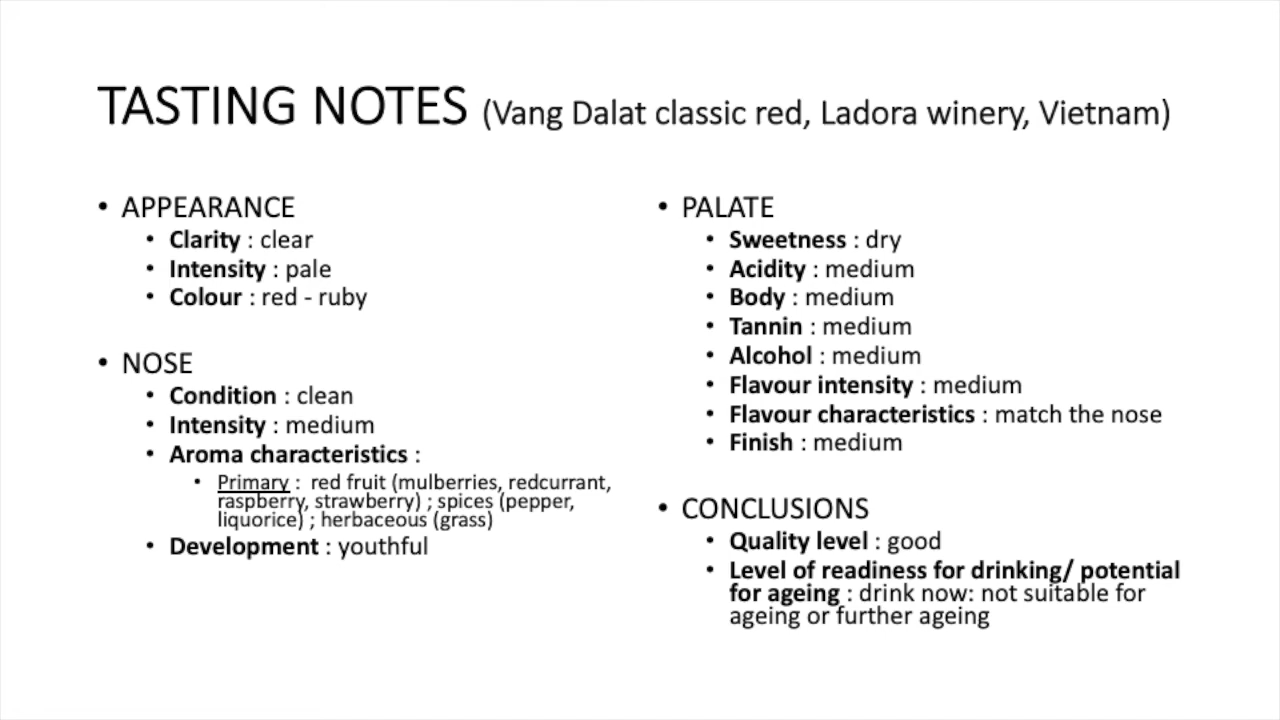 TASTING NOTES (Vang Dalat classic red, Ladora winery, Vietnam)
• APPEARANCE
• Clarity : clear
• Intensity : pale
• Colour : red - ruby
• NOSE
• Condition : clean
• Intensity : medium
• Aroma characteristics :
• Primary : red fruit (mulberries, redcurrant,
raspberry, strawberry) ; spices (pepper,
liquorice) ; herbaceous (grass)
• Development : youthful
• PALATE
• Sweetness : dry
• Acidity : medium
• Body : medium
• Tannin : medium
• Alcohol : medium
• Flavour intensity : medium
• Flavour characteristics : match the nose
• Finish : medium
• CONCLUSIONS
• Quality level : good
• Level of readiness for drinking/ potential
for ageing : drink now: not suitable for
ageing or further ageing